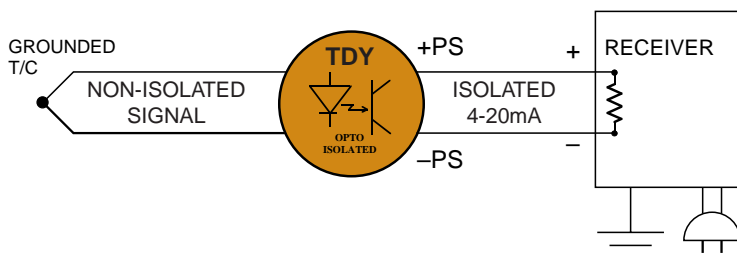 GROUNDED
T/C
NON-ISOLATED
SIGNAL
TDY
OPTO
ISOLATED
+PS
–PS
ISOLATED
4-20mA
+
–
RECEIVER